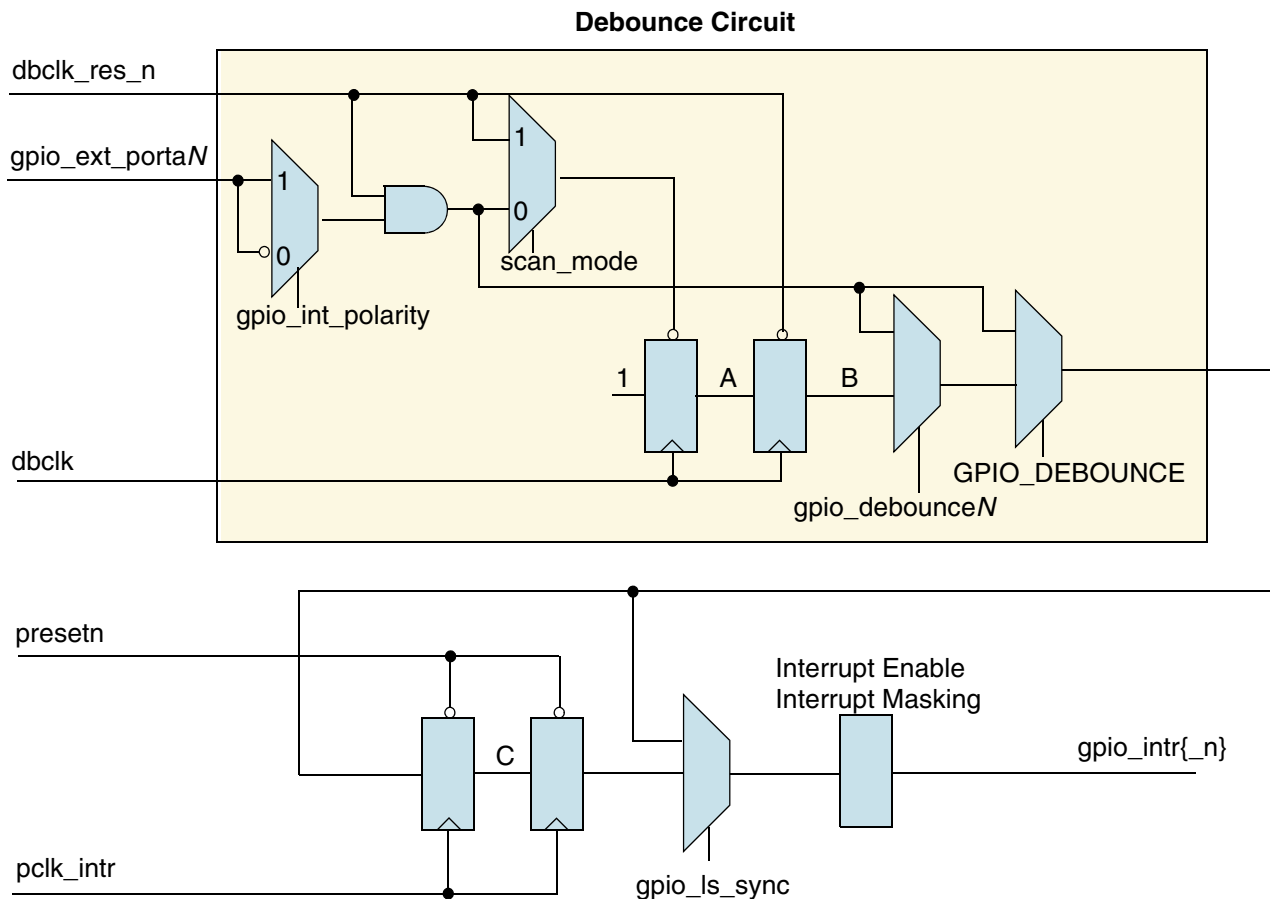 Debounce Circuit
dbclk_res_n
gpio_ext_portaN
1
0
gpio_int_polarity
1
0
scan_mode
1
A
B
dbclk
GPIO_DEBOUNCE
gpio_debounceN
presetn
C
Interrupt Enable
Interrupt Masking
gpio_intr{_n}
pclk_intr
gpio_ls_sync